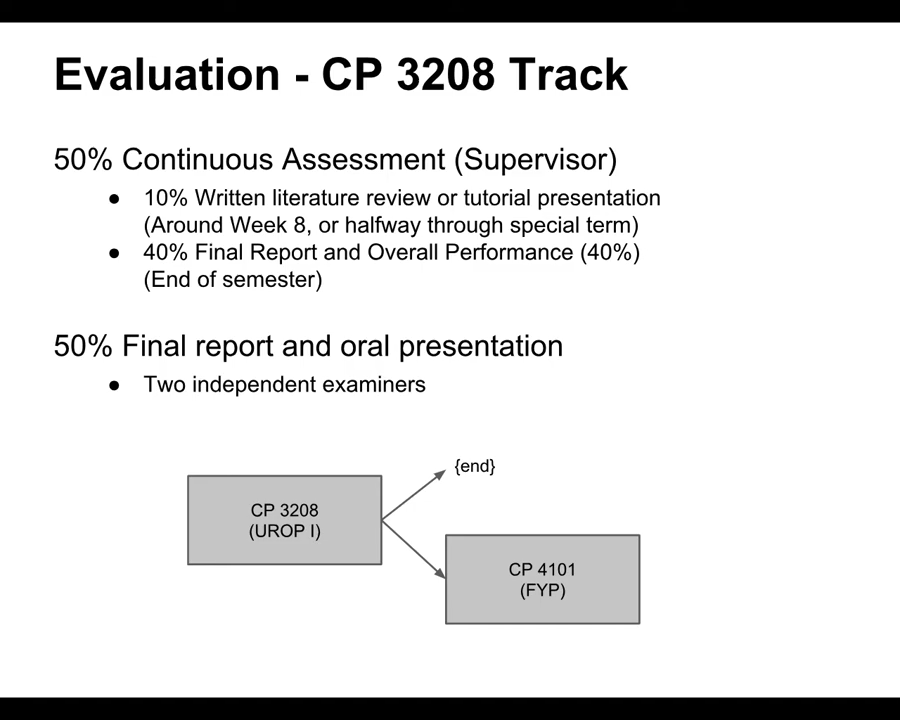 Evaluation - CP 3208 Track
50% Continuous Assessment (Supervisor)
● 10% Written literature review or tutorial presentation
(Around Week 8, or halfway through special term)
● 40% Final Report and Overall Performance (40%)
(End of semester)
50% Final report and oral presentation
● Two independent examiners
{end}
CP 3208
(UROP I)
CP 4101
(FYP)